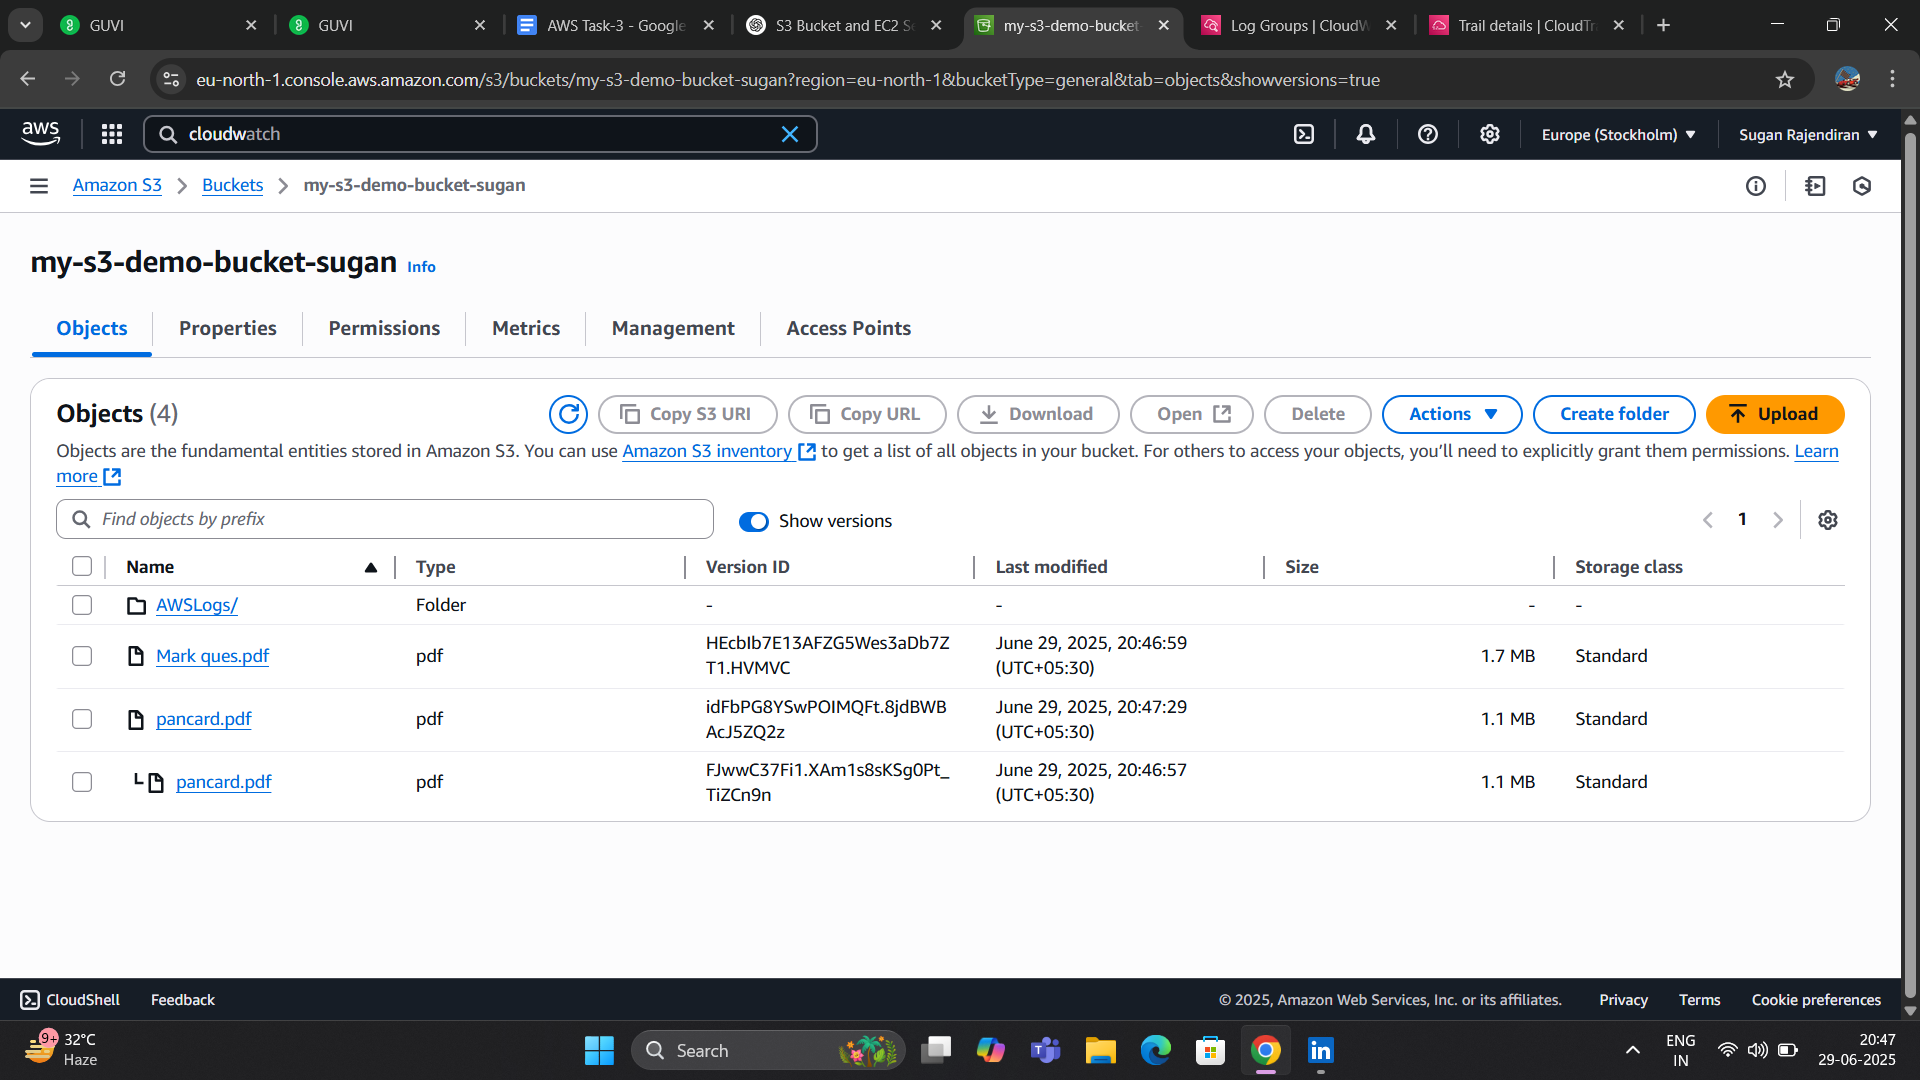 GUVI
GUVI
AWS Task-3 - Google
S3 Bucket and EC2 Se
my-s3-demo-bucket-
Log Groups | CloudW
Trail details | CloudTr
eu-north-1.console.aws.amazon.com/s3/buckets/my-s3-demo-bucket-sugan?region=eu-north-1&bucketType=general&tab=objects&showversions=true
aws
cloudwatch
Europe (Stockholm)
Sugan Rajendiran
Amazon S3
Buckets
my-s3-demo-bucket-sugan
my-s3-demo-bucket-sugan Info
Objects
Properties
Permissions
Metrics
Management
Access Points
Objects (4)
Copy S3 URI
Copy URL
Download
Open
Delete
Actions
Create folder
Upload
Objects are the fundamental entities stored in Amazon S3. You can use Amazon S3 inventory to get a list of all objects in your bucket. For others to access your objects, you’ll need to explicitly grant them permissions. Learn
more
Find objects by prefix
Show versions
1
Name
Type
Version ID
Last modified
Size
Storage class
AWSLogs/
Folder
-
-
-
-
Mark ques.pdf
pdf
HEcbIb7E13AFZG5Wes3aDb7Z
T1.HVMVC
June 29, 2025, 20:46:59
(UTC+05:30)
1.7 MB
Standard
pancard.pdf
pdf
idFbPG8YSwPOIMQFt.8jdBWB
AcJ5ZQ2z
June 29, 2025, 20:47:29
(UTC+05:30)
1.1 MB
Standard
pancard.pdf
pdf
FJwwC37Fi1.XAm1s8sKSg0Pt_
TiZCn9n
June 29, 2025, 20:46:57
(UTC+05:30)
1.1 MB
Standard
CloudShell
Feedback
© 2025, Amazon Web Services, Inc. or its affiliates.
Privacy
Terms
Cookie preferences
9+
32°C
Haze
Search
ENG
IN
20:47
29-06-2025